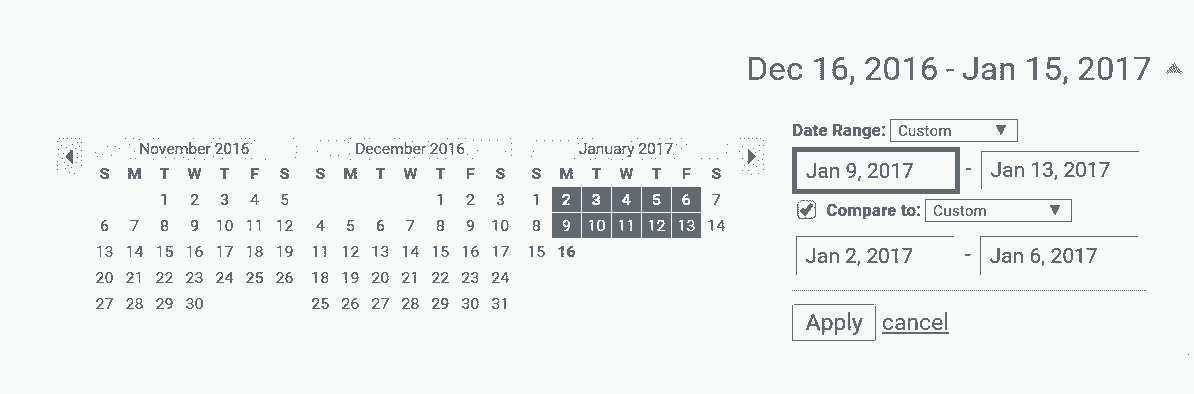 Dec 16, 2016 - Jan 15, 2017
November 2016 December 2016 January 2017
S M T W T F S S M T W T F S S M T W T F S
1 2 3 4 5 1 2 3 1 2 3 4 5 6 7
6 7 8 9 10 11 12 4 5 6 7 8 9 10 8 9 10 11 12 13 14
13 14 15 16 17 18 19 11 12 13 14 15 16 17 15 16
20 21 22 23 24 25 26 18 19 20 21 22 23 24
27 28 29 30 25 26 27 28 29 30 31
Date Range: Custom
Jan 9, 2017 - Jan 13, 2017
Compare to: Custom
Jan 2, 2017 - Jan 6, 2017
Apply cancel